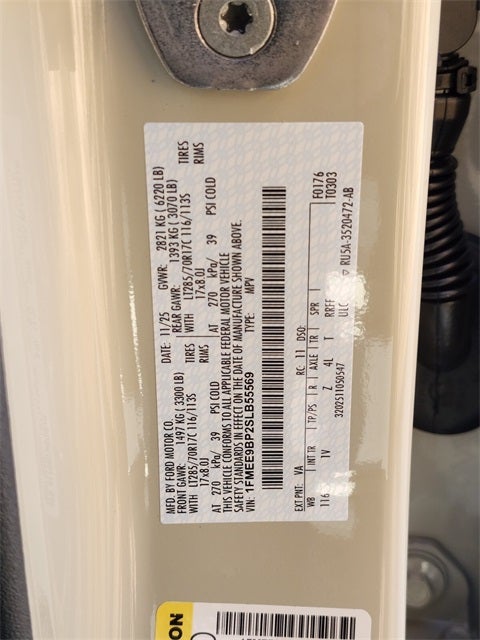 MFD. BY FORD MOTOR CO.
DATE: 11/25 GVWR: 2821 KG ( 6220 LB)
FRONT GAWR: 1497 KG ( 3300 LB) REAR GAWR: 1393 KG ( 3070 LB)
WITH LT285/70R17C 116/113S TIRES WITH LT285/70R17C 116/113S TIRES
17x8.0J RIMS 17x8.0J RIMS
AT 270 kPa/ 39 PSI COLD AT 270 kPa/ 39 PSI COLD
THIS VEHICLE CONFORMS TO ALL APPLICABLE FEDERAL MOTOR VEHICLE
SAFETY STANDARDS IN EFFECT ON THE DATE OF MANUFACTURE SHOWN ABOVE.
VIN: 1FMEE9BP2SLB55569 TYPE: MPV
F0176
T0303
EXT PNT: VA RC: 11 DSO:
WB INT TR TP/PS R AXLE TR SPR
116 1V Z 4L T RREF
3202511050547 ULC ▽ RU5A-3520472-AB
ON